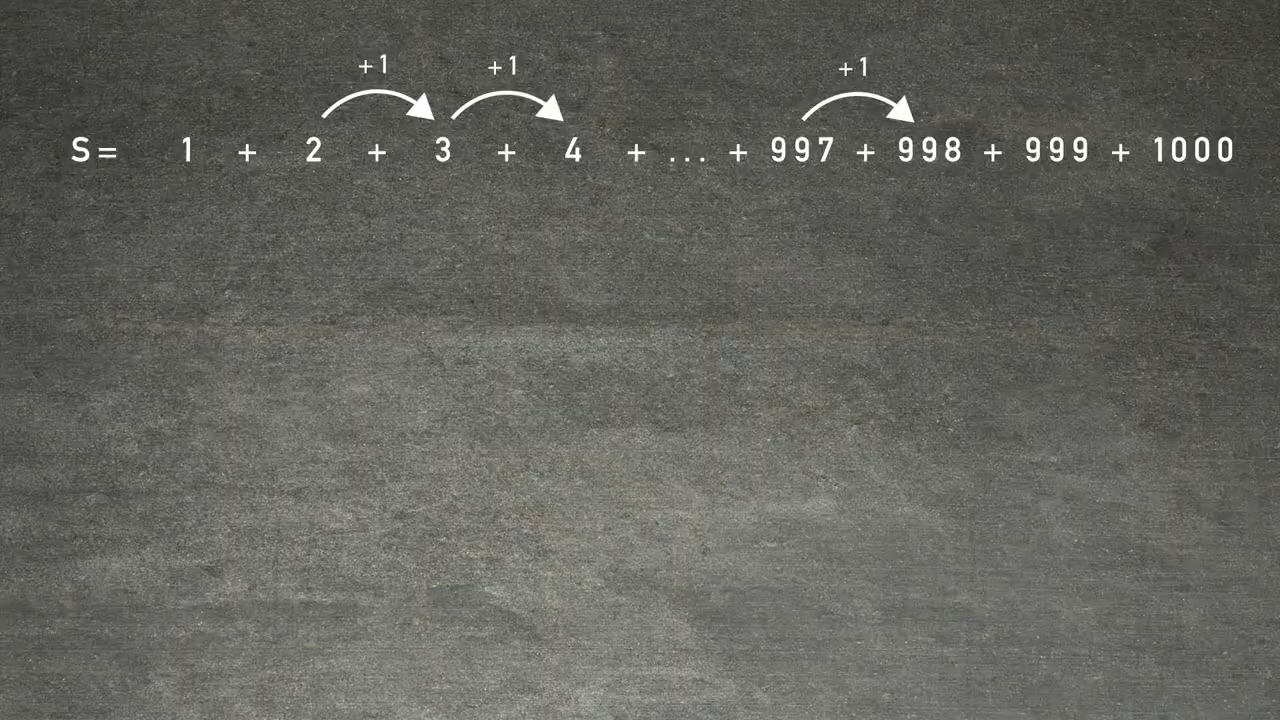 +1 +1 +1
S= 1 + 2 + 3 + 4 + ... + 997 + 998 + 999 + 1000